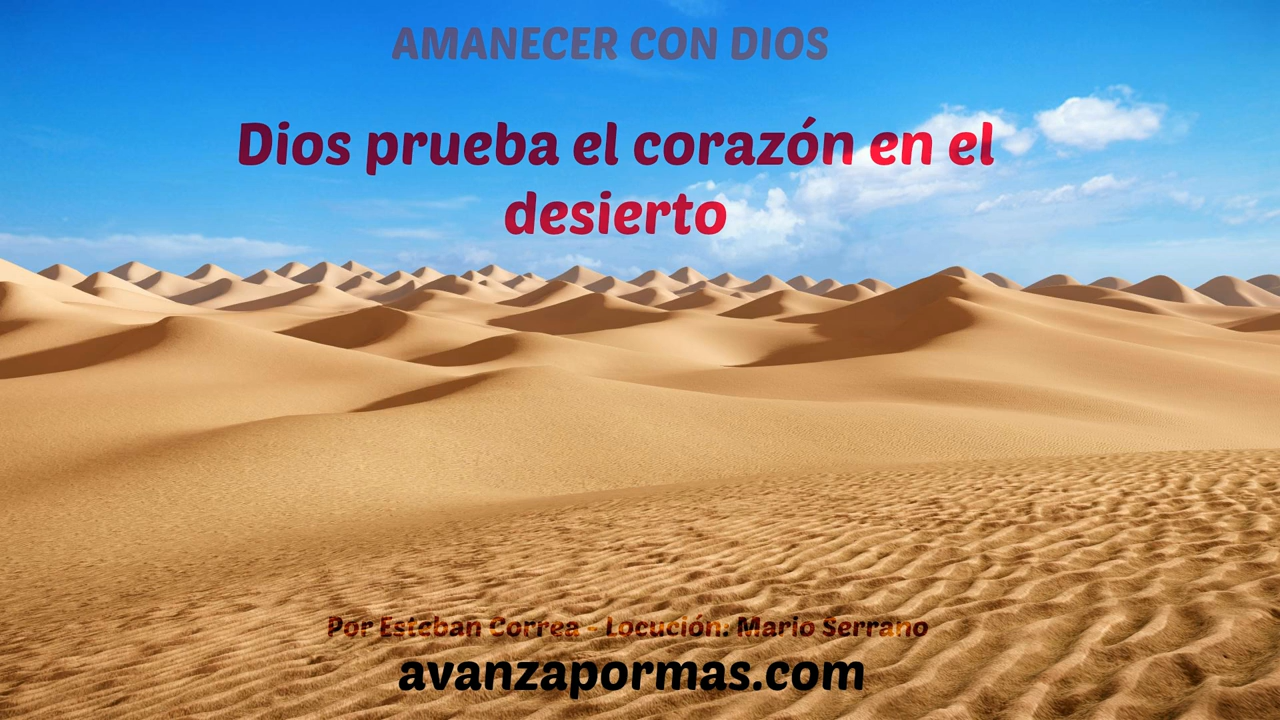 AMANECER CON DIOS
Dios prueba el corazón en el
desierto
Por Esteban Correa - Locución: Mario Serrano
avanzapormas.com